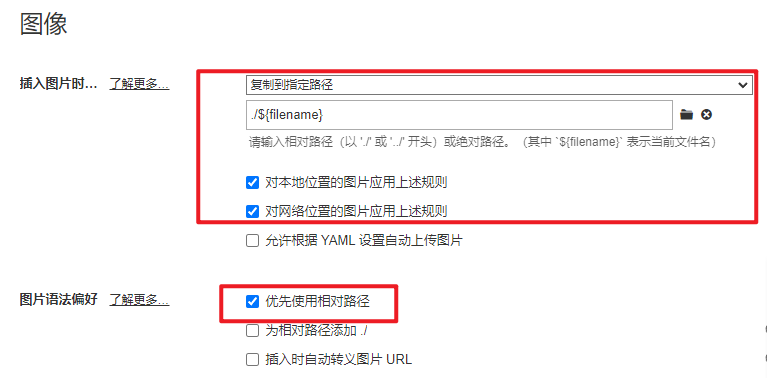 图像
插入图片时… 了解更多…
复制到指定路径
./${filename}
请输入相对路径（以 './' 或 '../' 开头）或绝对路径。（其中 `${filename}` 表示当前文件名）
对本地位置的图片应用上述规则
对网络位置的图片应用上述规则
允许根据 YAML 设置自动上传图片
图片语法偏好 了解更多…
优先使用相对路径
为相对路径添加 ./
插入时自动转义图片 URL